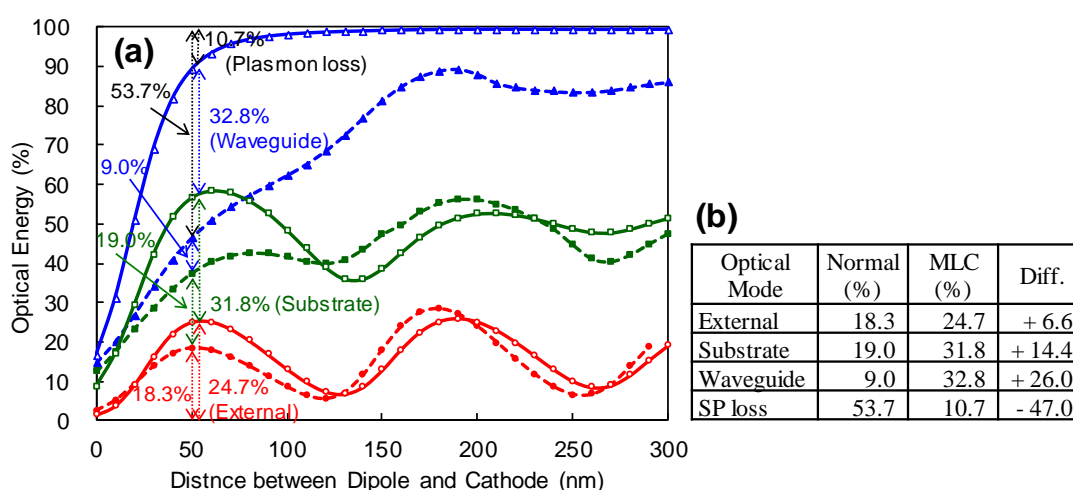 (a)
100
90
80
70
60
50
40
30
20
10
0
Optical Energy (%)
10.7%
(Plasmon loss)
53.7%
32.8%
(Waveguide)
9.0%
19.0%
31.8% (Substrate)
18.3%
24.7%
(External)
0
50
100
150
200
250
300
Distnce between Dipole and Cathode (nm)
(b)
Optical Mode Normal (%) MLC (%) Diff.
External 18.3 24.7 + 6.6
Substrate 19.0 31.8 + 14.4
Waveguide 9.0 32.8 + 26.0
SP loss 53.7 10.7 - 47.0